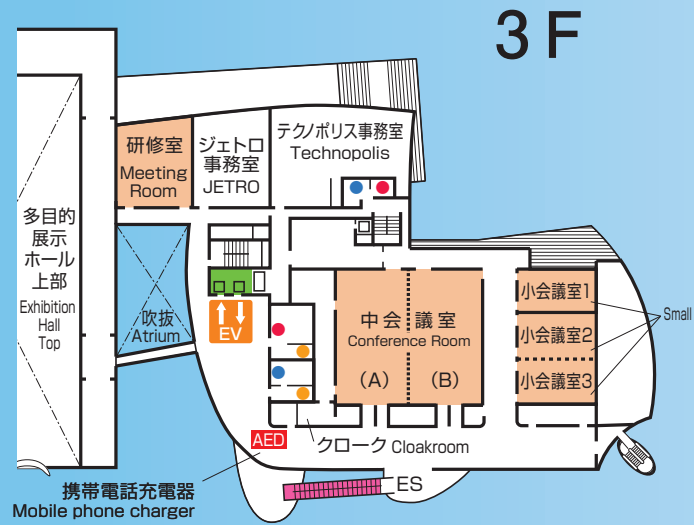 3F
研修室
Meeting
Room
ジェトロ
事務室
JETRO
テクノポリス事務室
Technopolis
多目的
展示
ホール
上部
Exhibition
Hall
Top
吹抜
Atrium
EV
中会議室
Conference Room
(A)
(B)
小会議室1
小会議室2
小会議室3
Small
AED
クローク Cloakroom
携帯電話充電器
Mobile phone charger
ES